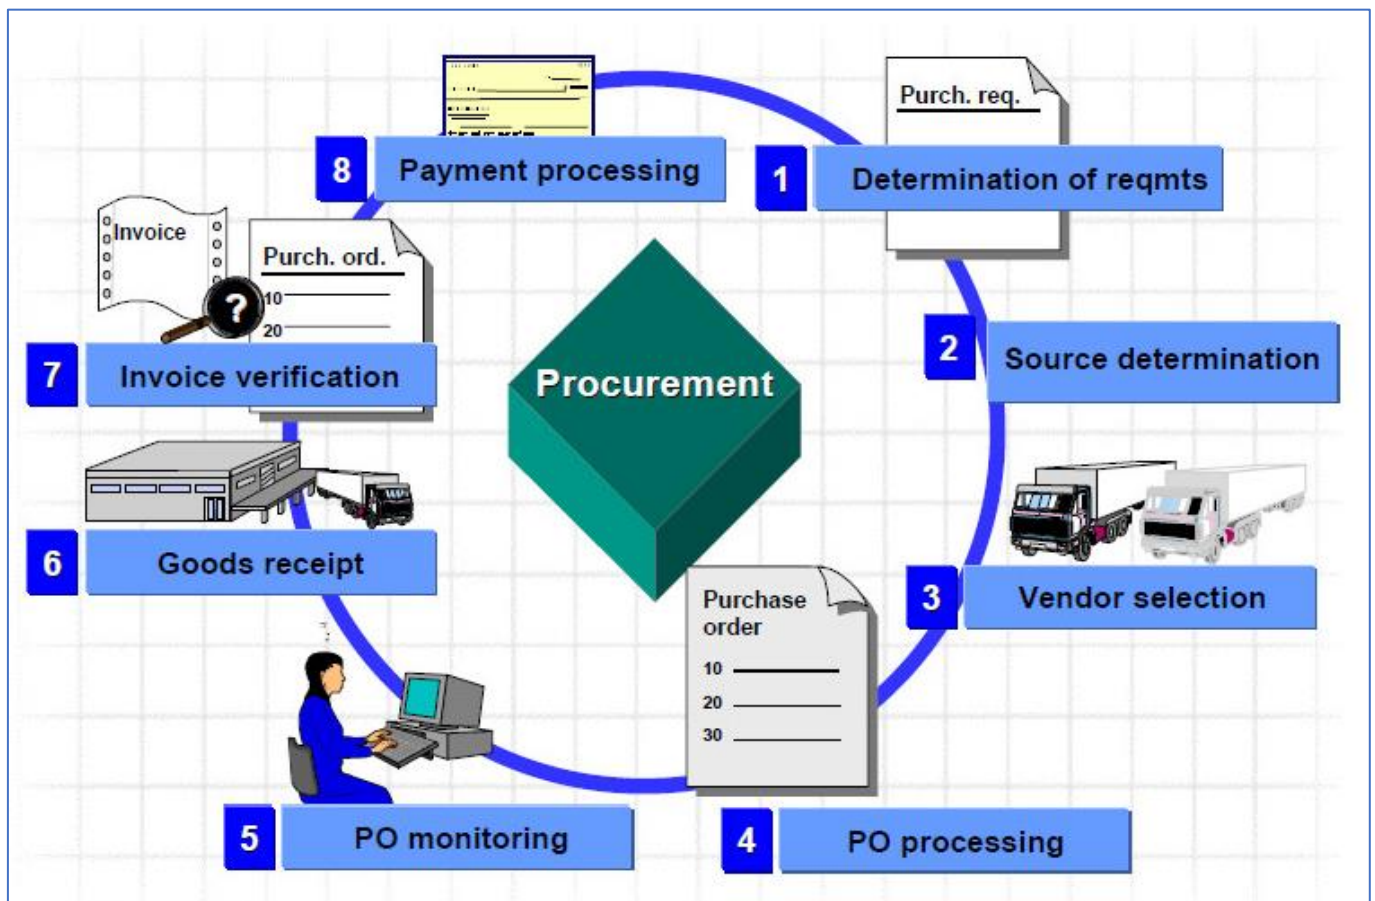 Purch. req.
1
Determination of reqmts
2
Source determination
3
Vendor selection
Purchase
order
10
20
30
4
PO processing
5
PO monitoring
6
Goods receipt
Invoice
Purch. ord.
?
10
20
7
Invoice verification
8
Payment processing
Procurement